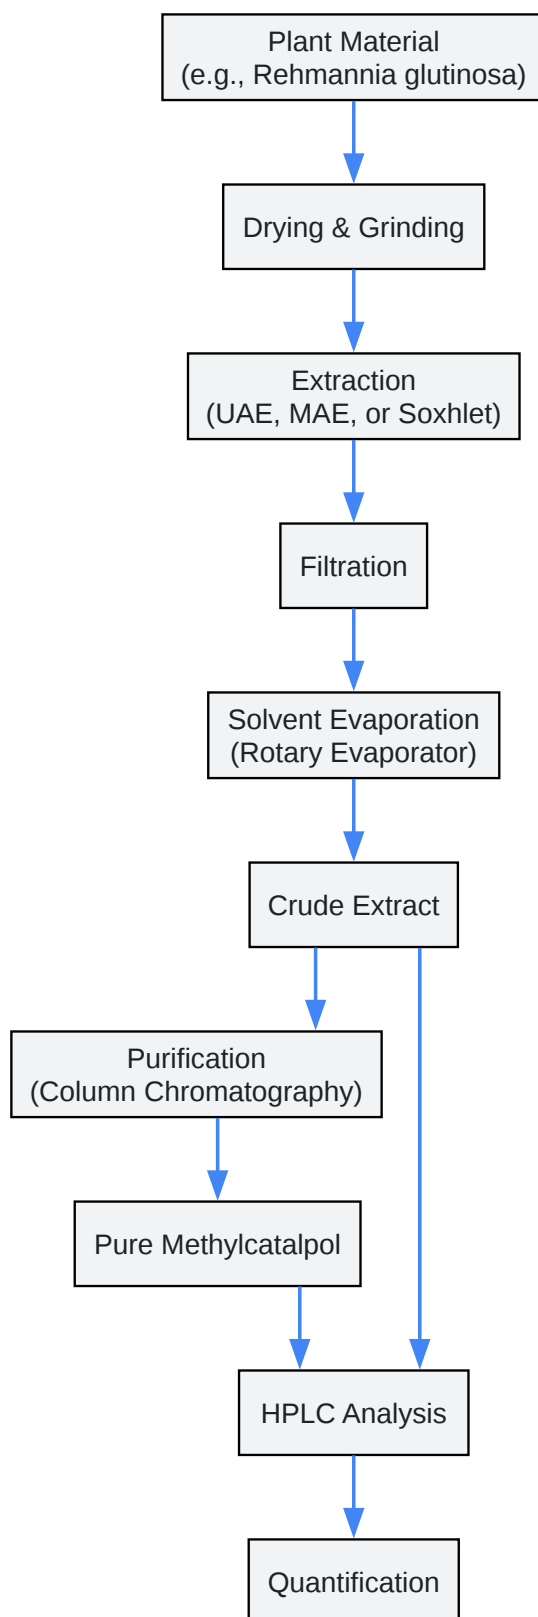 Plant Material
(e.g., Rehmannia glutinosa)
Drying & Grinding
Extraction
(UAE, MAE, or Soxhlet)
Filtration
Solvent Evaporation
(Rotary Evaporator)
Crude Extract
Purification
(Column Chromatography)
Pure Methylcatalpol
HPLC Analysis
Quantification